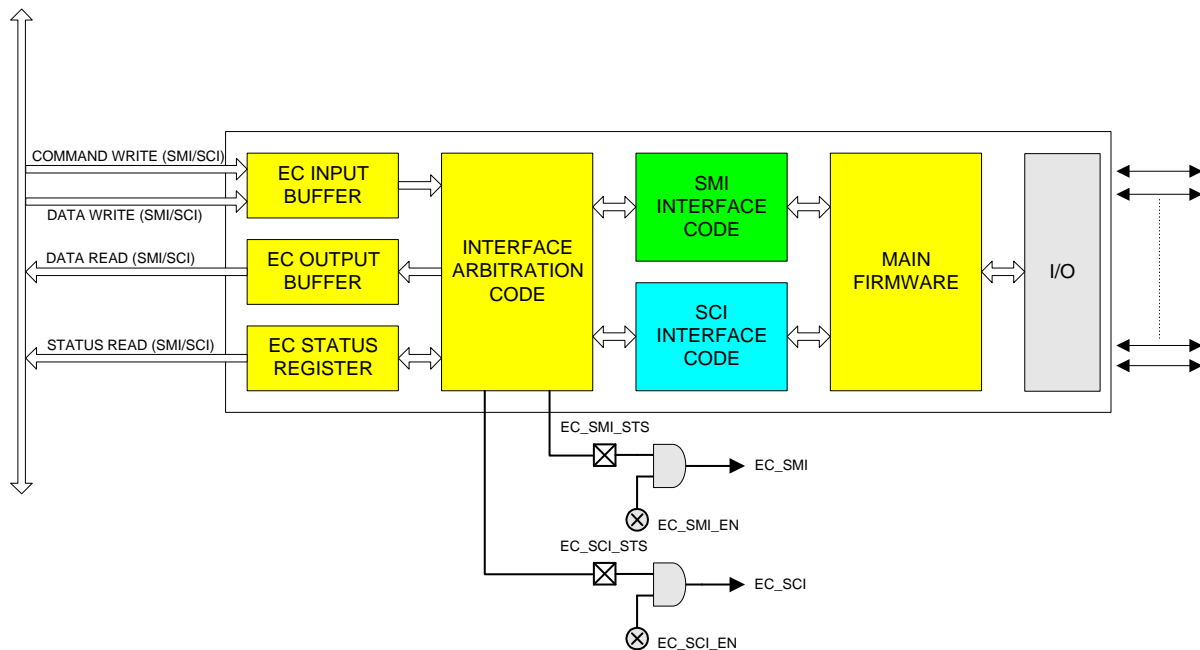 COMMAND WRITE (SMI/SCI)
DATA WRITE (SMI/SCI)
DATA READ (SMI/SCI)
STATUS READ (SMI/SCI)
EC INPUT
BUFFER
EC OUTPUT
BUFFER
EC STATUS
REGISTER
INTERFACE
ARBITRATION
CODE
SMI
INTERFACE
CODE
SCI
INTERFACE
CODE
MAIN
FIRMWARE
I/O
EC_SMI_STS
EC_SMI
EC_SMI_EN
EC_SCI_STS
EC_SCI
EC_SCI_EN